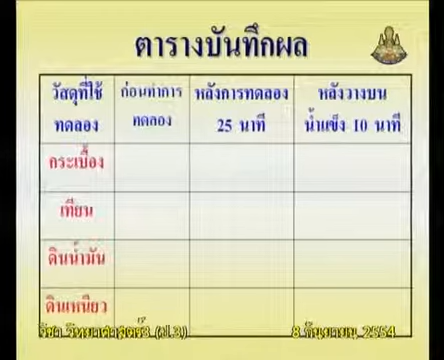 ตารางบันทึกผล
วัสดุที่ใช้ทดลอง ก่อนทำการทดลอง หลังการทดลอง 25 นาที หลังวางบนน้ำแข็ง 10 นาที
กระเบื้อง
เทียน
ดินน้ำมัน
ดินเหนียว
วิชา วิทยาศาสตร์3 (ป.3) 8 กันยายน 2554